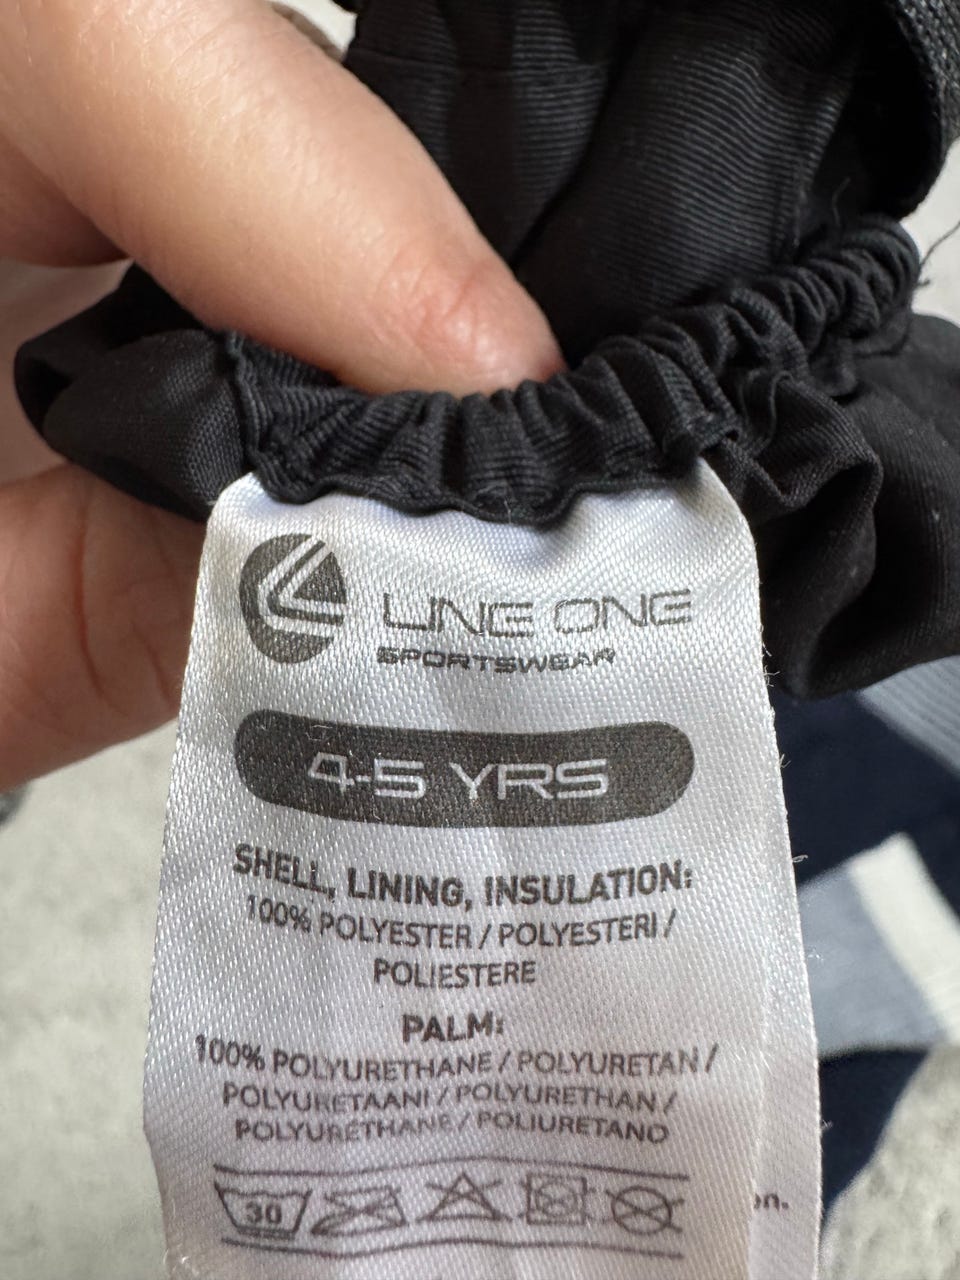 LINE ONE
SPORTSWEAR
4-5 YRS
SHELL, LINING, INSULATION:
100% POLYESTER / POLYESTERI /
POLIESTERE
PALM:
100% POLYURETHANE / POLYURETAN /
POLYURETAANI / POLYURETHAN /
POLYURÉTHANE / POLIURETANO
30